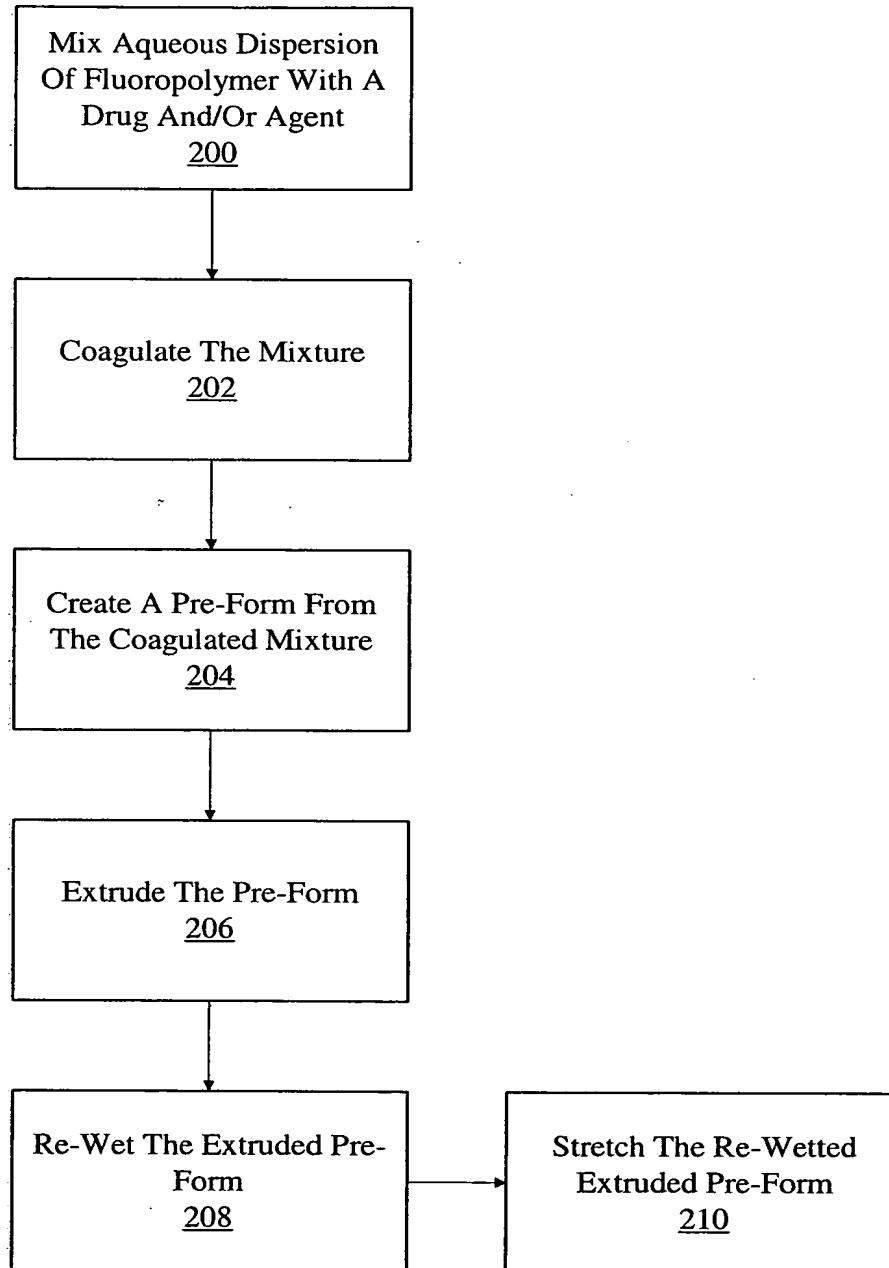 Mix Aqueous Dispersion
Of Fluoropolymer With A
Drug And/Or Agent
200
Coagulate The Mixture
202
Create A Pre-Form From
The Coagulated Mixture
204
Extrude The Pre-Form
206
Re-Wet The Extruded Pre-
Form
208
Stretch The Re-Wetted
Extruded Pre-Form
210